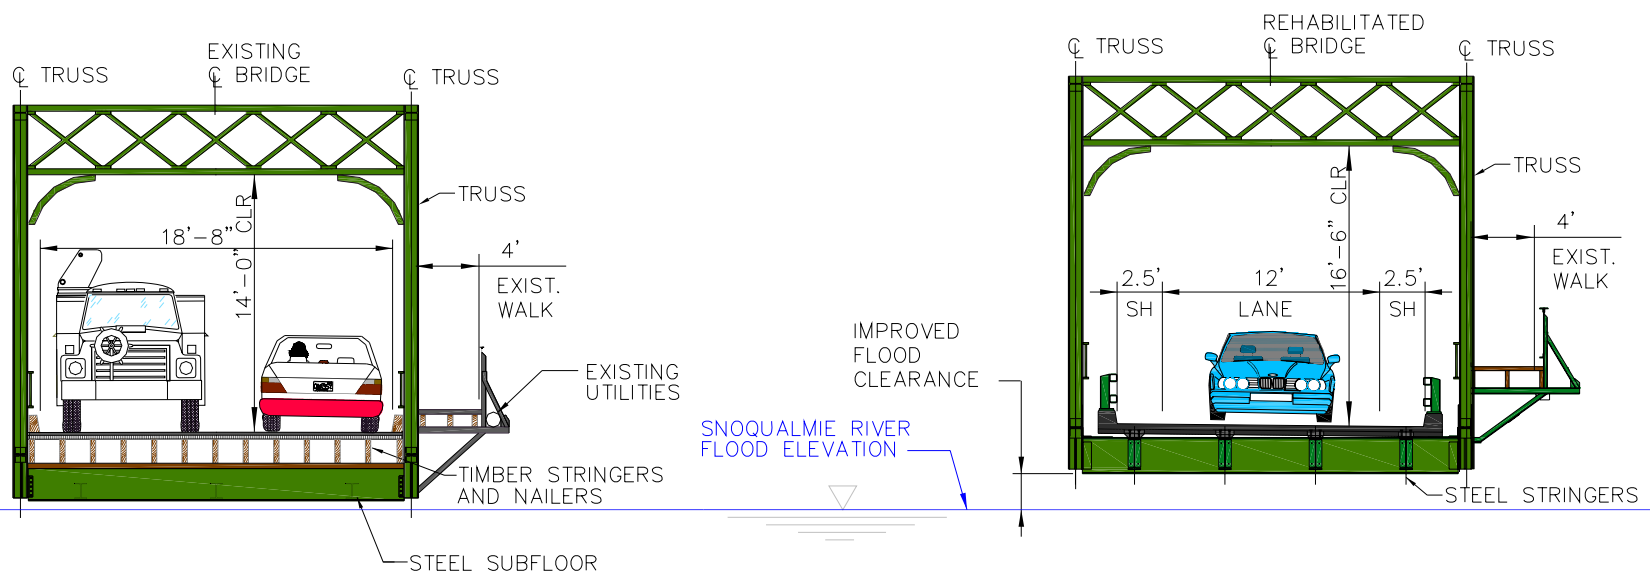 EXISTING
℄ TRUSS
℄ BRIDGE
℄ TRUSS
TRUSS
18'-8"
14'-0" CLR
4'
EXIST.
WALK
EXISTING
UTILITIES
TIMBER STRINGERS
AND NAILERS
STEEL SUBFLOOR
IMPROVED
FLOOD
CLEARANCE
SNOQUALMIE RIVER
FLOOD ELEVATION
REHABILITATED
℄ TRUSS
℄ BRIDGE
℄ TRUSS
TRUSS
16'-6" CLR
4'
EXIST.
WALK
2.5'
SH
12'
LANE
2.5'
SH
STEEL STRINGERS